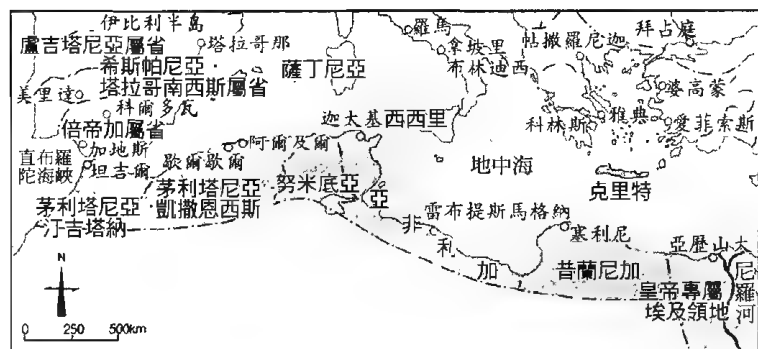 伊比利半島
盧吉塔尼亞屬省
塔拉哥那
希斯帕尼亞
塔拉哥南西斯屬省
美里達
科爾多瓦
倍帝加屬省
加地斯
直布羅
陀海峽
坦吉爾
歇爾歇爾
阿爾及爾
茅利塔尼亞
汀吉塔納
茅利塔尼亞
凱撒恩西斯
努米底亞
薩丁尼亞
迦太基
西西里
羅馬
拿坡里
布林迪西
帖撒羅尼迦
拜占庭
婆高蒙
雅典
科林斯
愛菲索斯
地中海
克里特
亞非利加
雷布提斯馬格納
塞利尼
昔蘭尼加
亞歷山大
尼羅河
皇帝專屬
埃及領地
N
0 250 500km